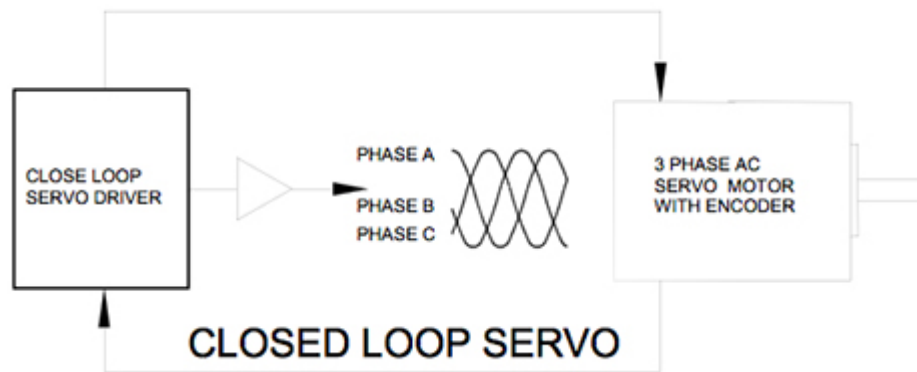 CLOSE LOOP
SERVO DRIVER
PHASE A
PHASE B
PHASE C
3 PHASE AC
SERVO MOTOR
WITH ENCODER
CLOSED LOOP SERVO